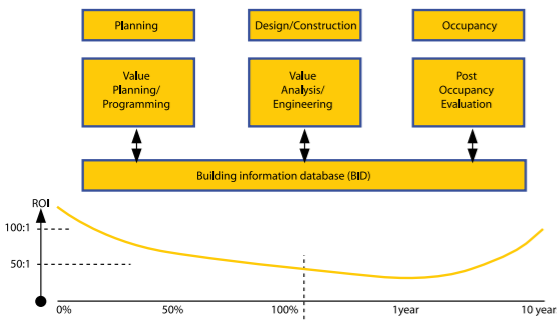 Planning
Design/Construction
Occupancy
Value
Planning/
Programming
Value
Analysis/
Engineering
Post
Occupancy
Evaluation
Building information database (BID)
ROI
100:1
50:1
0%
50%
100%
1year
10 year